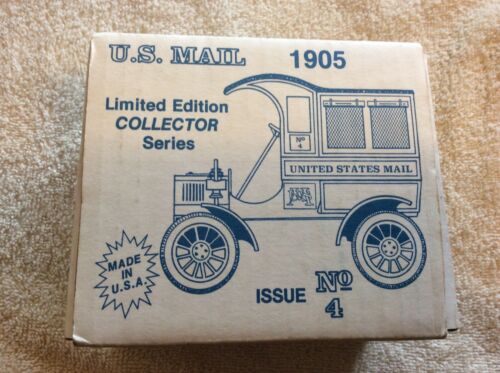 U.S. MAIL 1905
Limited Edition
COLLECTOR
Series
Nº
4
UNITED STATES MAIL
MADE
IN
U.S.A.
ISSUE Nº
4